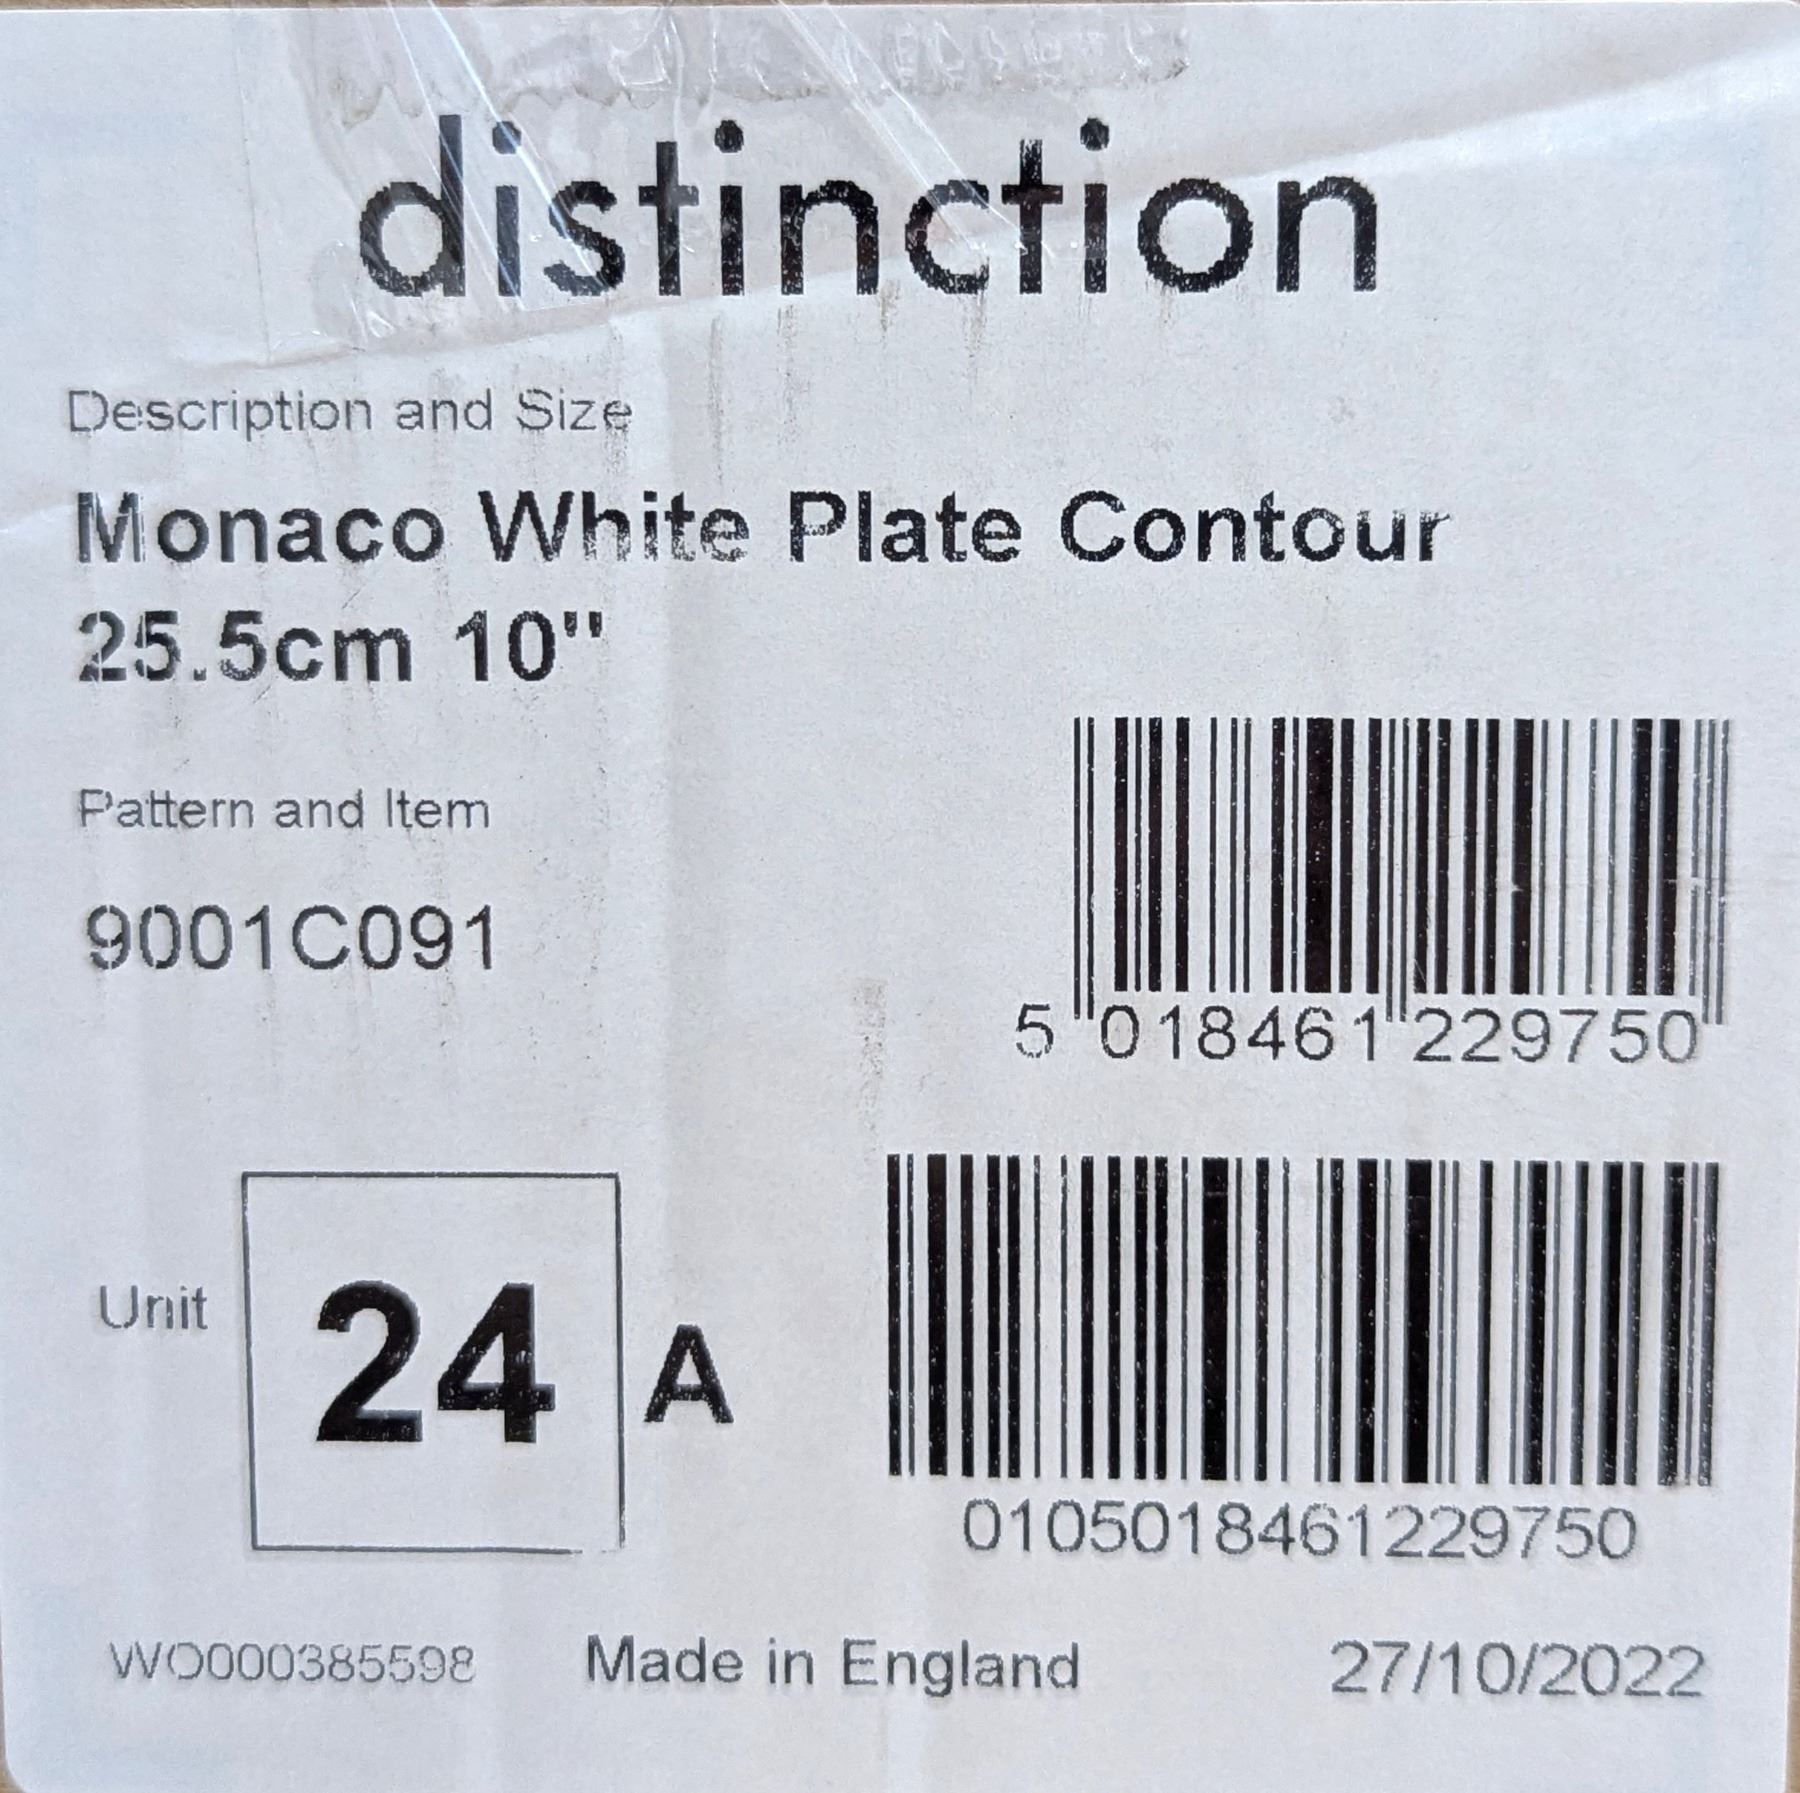 distinction
Description and Size
Monaco White Plate Contour
25.5cm 10"
Pattern and Item
9001C091
5 018461 229750
Unit
24 A
0105018461229750
WO000385598 Made in England 27/10/2022